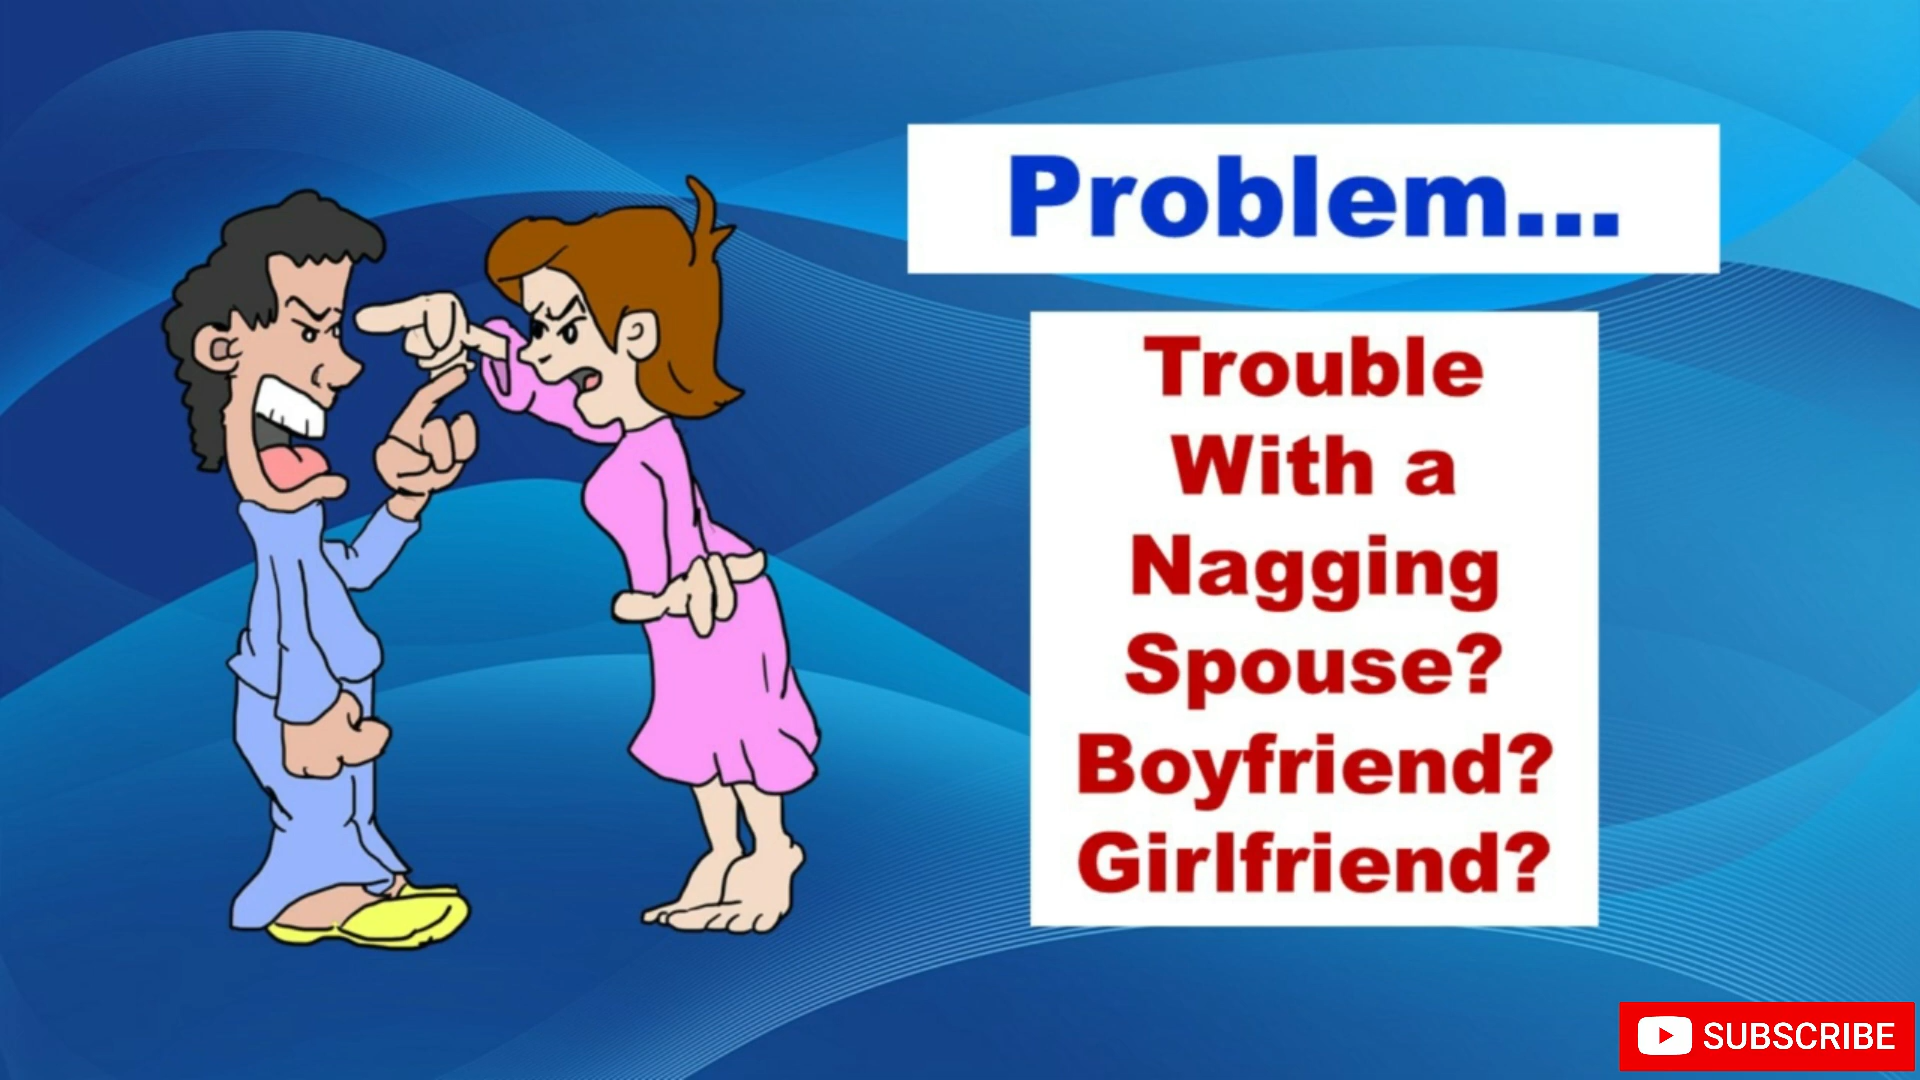 Problem...
Trouble
With a
Nagging
Spouse?
Boyfriend?
Girlfriend?
SUBSCRIBE